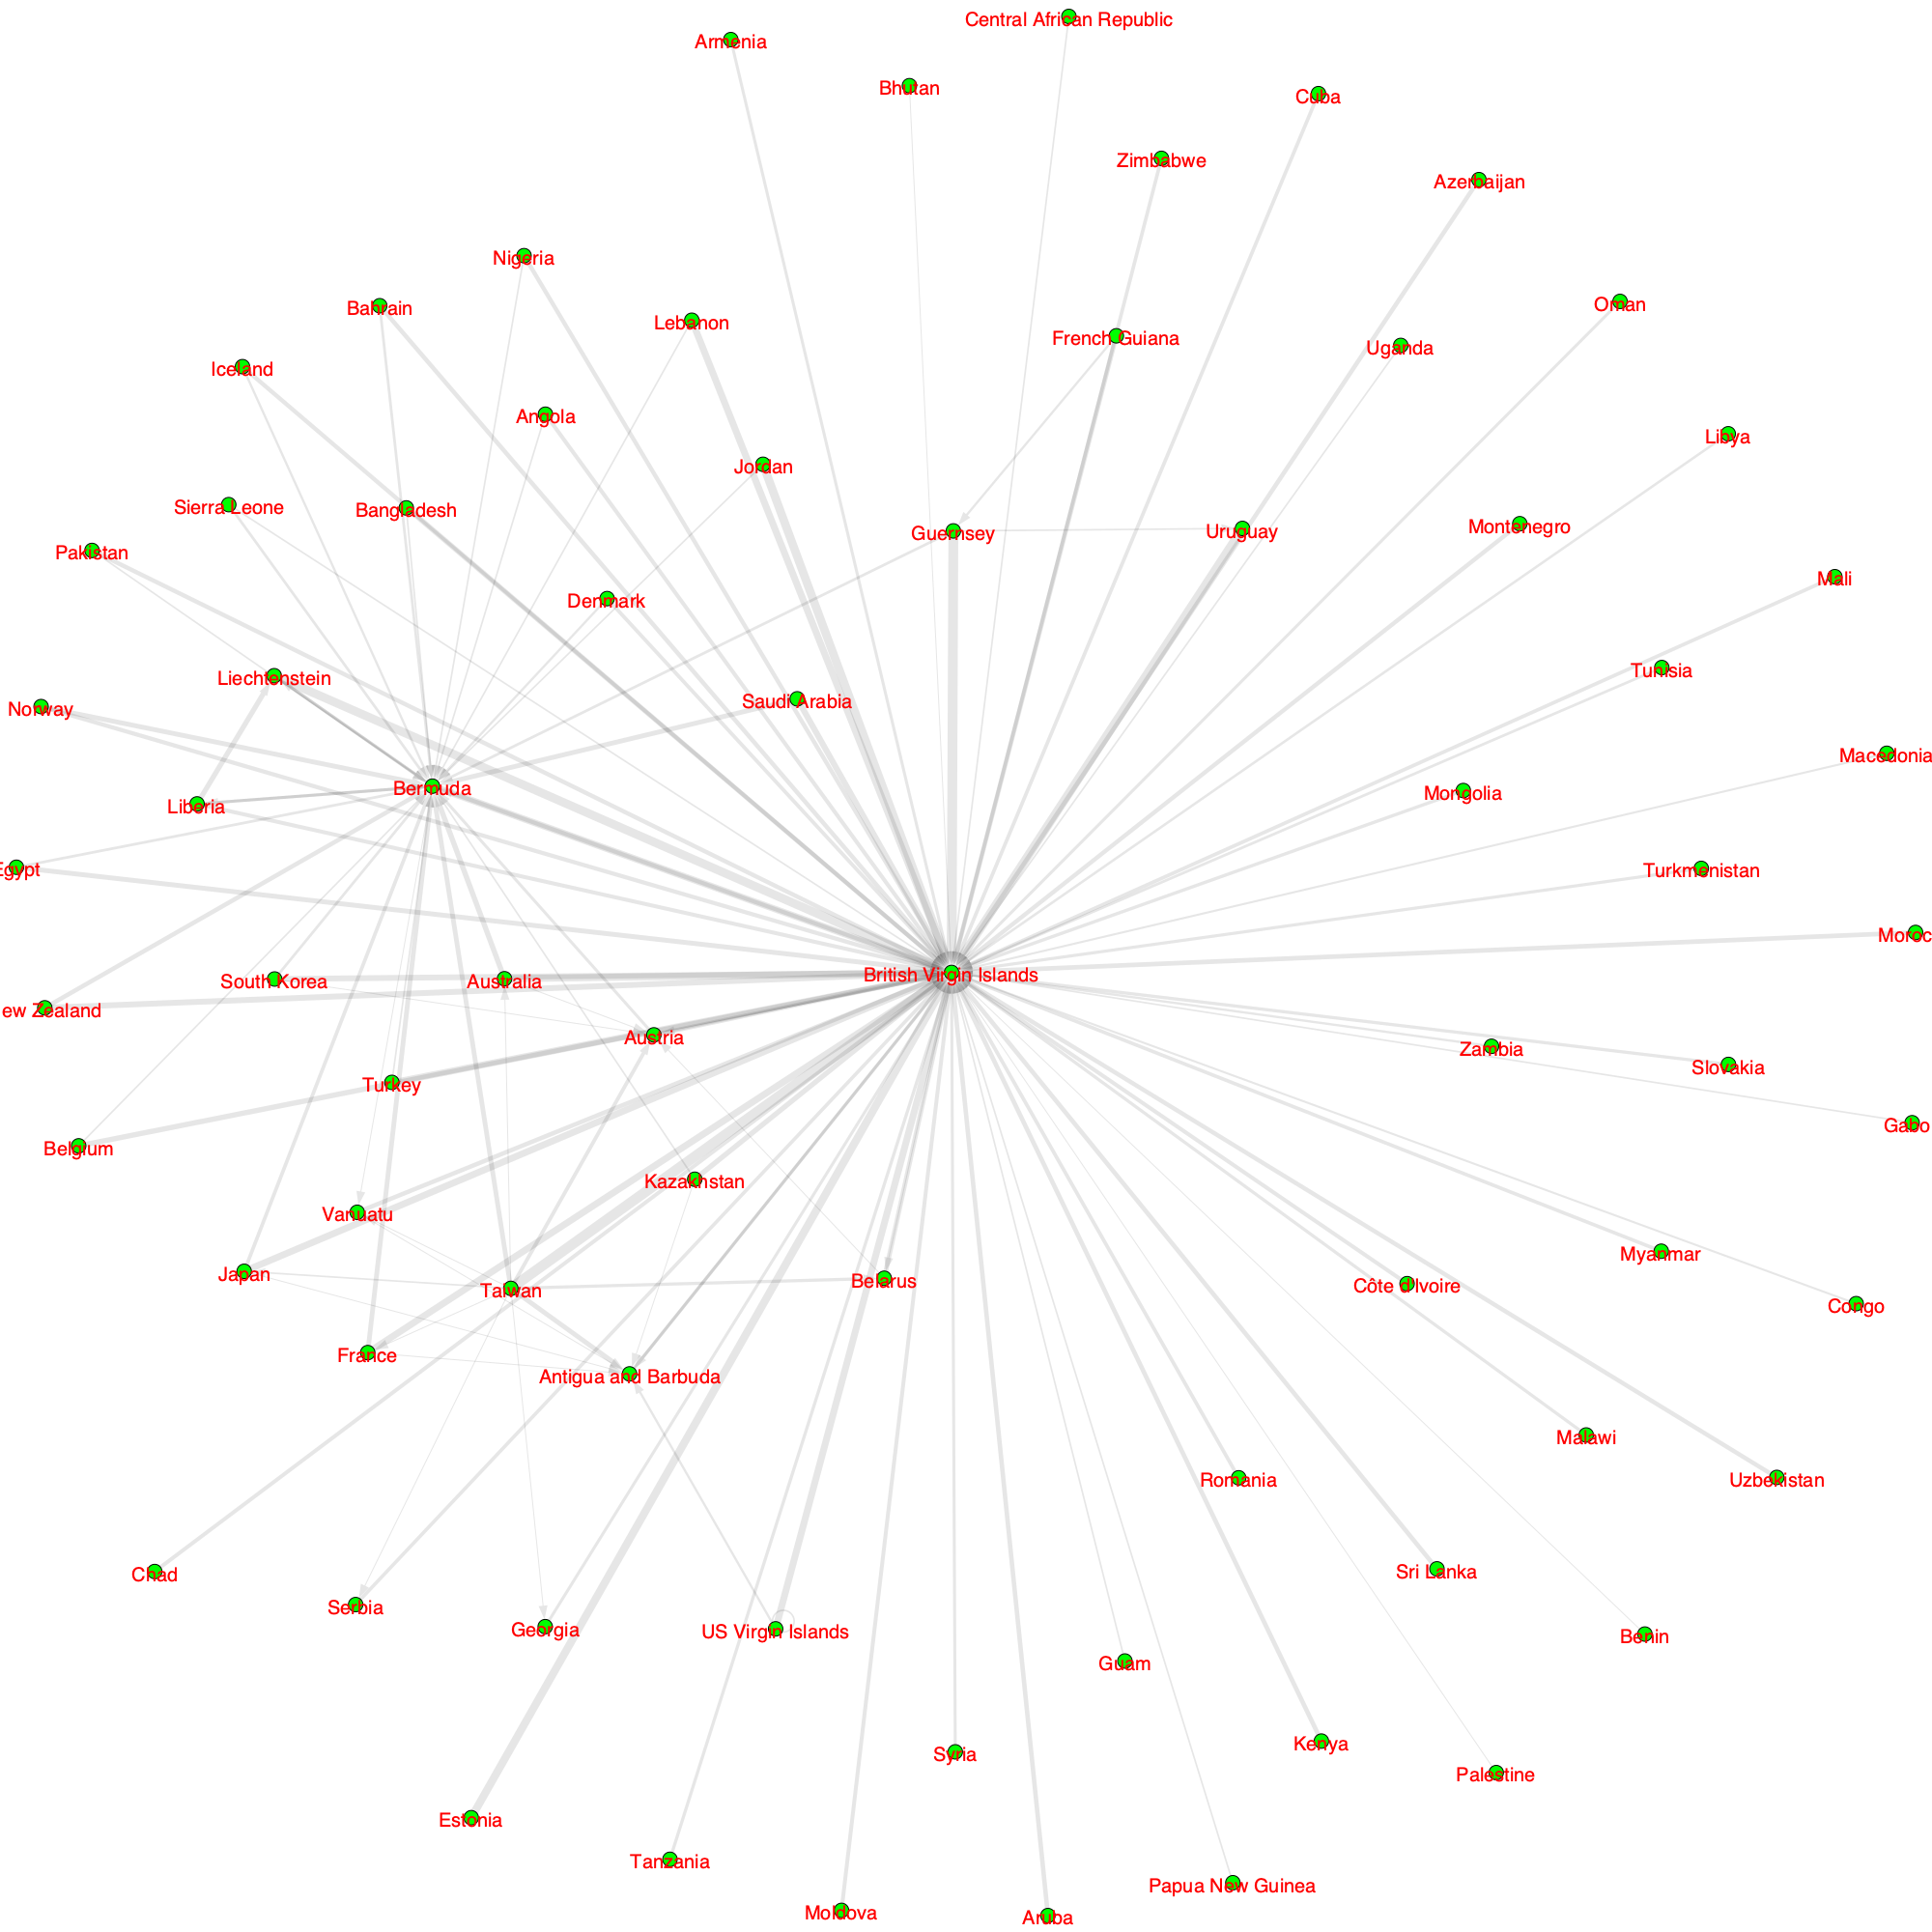 Central African Republic
Armenia
Bhutan
Cuba
Zimbabwe
Azerbaijan
Nigeria
Oman
Bahrain
Lebanon
French Guiana
Uganda
Iceland
Angola
Libya
Jordan
Sierra Leone
Bangladesh
Montenegro
Guernsey
Uruguay
Pakistan
Mali
Denmark
Tunisia
Liechtenstein
Saudi Arabia
Norway
Macedonia
Bermuda
Mongolia
Liberia
Egypt
Turkmenistan
Moroc
British Virgin Islands
South Korea
Australia
ew Zealand
Austria
Zambia
Slovakia
Turkey
Gabo
Belgium
Kazakhstan
Vanuatu
Myanmar
Japan
Belarus
Côte d'Ivoire
Taiwan
Congo
France
Antigua and Barbuda
Malawi
Romania
Uzbekistan
Sri Lanka
Chad
Serbia
Georgia
US Virgin Islands
Benin
Guam
Kenya
Syria
Palestine
Estonia
Tanzania
Papua New Guinea
Moldova
Aruba